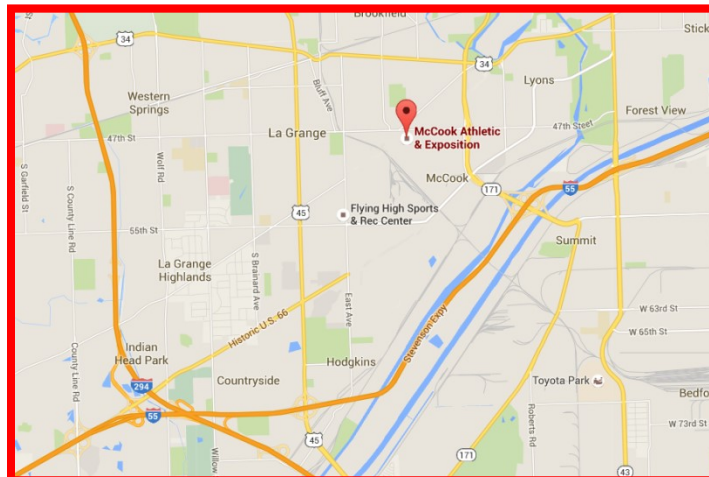 Brookfield
34
Stick
34
Bluff Ave
Lyons
Western
Springs
Forest View
La Grange
McCook Athletic
& Exposition
47th Street
47th St
S Garfield St
S County Line Rd
Wolf Rd
McCook
171
55
45
Flying High Sports
& Rec Center
55th St
Summit
La Grange
Highlands
S Brainard Ave
East Ave
Historic U.S. 66
Stevenson Expy
W 63rd St
W 65th St
County Line Rd
Indian
Head Park
Hodgkins
294
Countryside
Toyota Park
Bedfo
55
Roberts Rd
W 73rd St
45
Willow
171
43